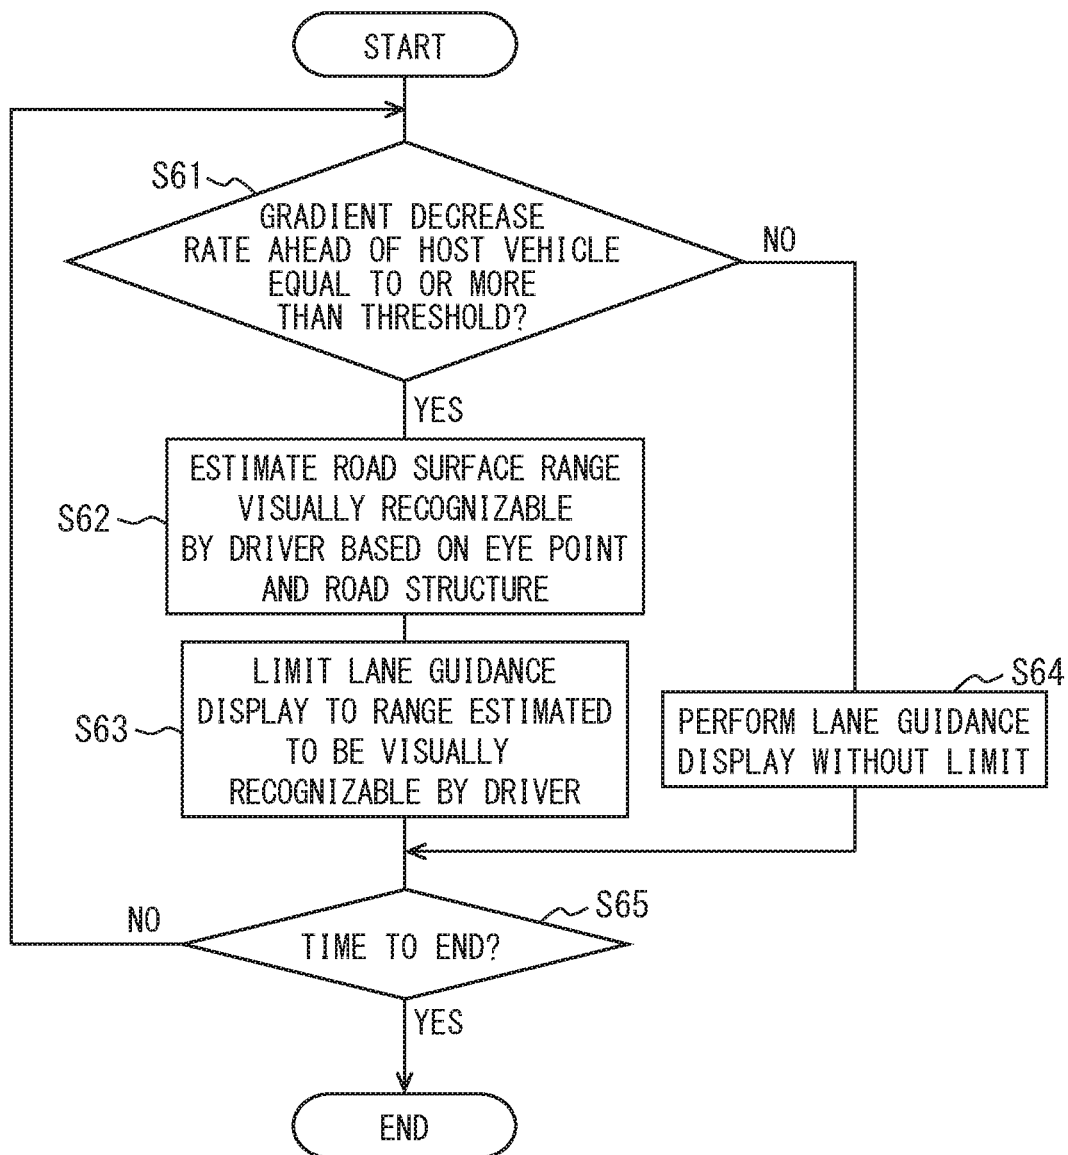 START
S61
GRADIENT DECREASE
RATE AHEAD OF HOST VEHICLE
EQUAL TO OR MORE
THAN THRESHOLD?
NO
YES
S62
ESTIMATE ROAD SURFACE RANGE
VISUALLY RECOGNIZABLE
BY DRIVER BASED ON EYE POINT
AND ROAD STRUCTURE
S63
LIMIT LANE GUIDANCE
DISPLAY TO RANGE ESTIMATED
TO BE VISUALLY
RECOGNIZABLE BY DRIVER
S64
PERFORM LANE GUIDANCE
DISPLAY WITHOUT LIMIT
NO
S65
TIME TO END?
YES
END